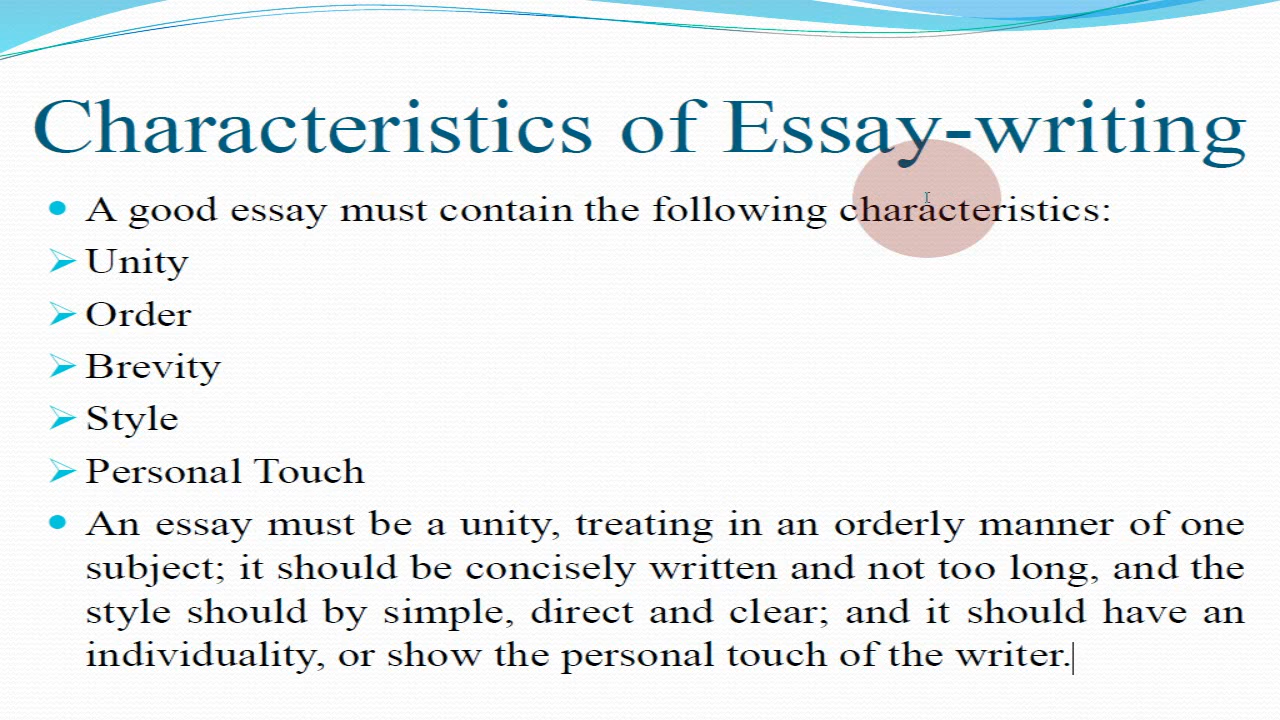 Characteristics of Essay-writing
A good essay must contain the following characteristics:
Unity
Order
Brevity
Style
Personal Touch
An essay must be a unity, treating in an orderly manner of one
subject; it should be concisely written and not too long, and the
style should by simple, direct and clear; and it should have an
individuality, or show the personal touch of the writer.